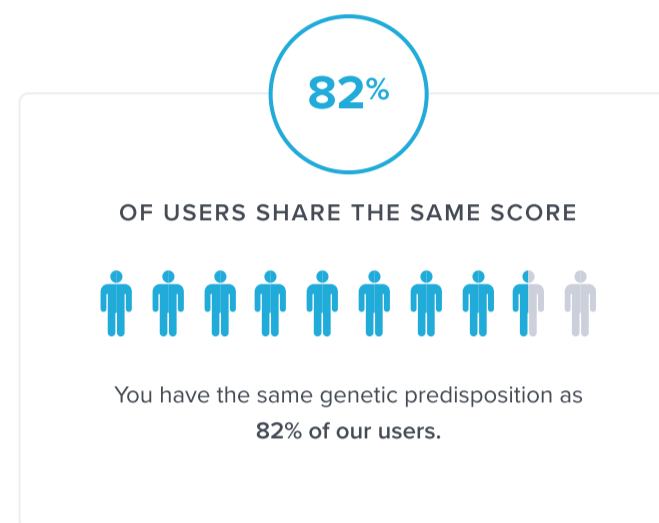 82%
OF USERS SHARE THE SAME SCORE
You have the same genetic predisposition as
82% of our users.